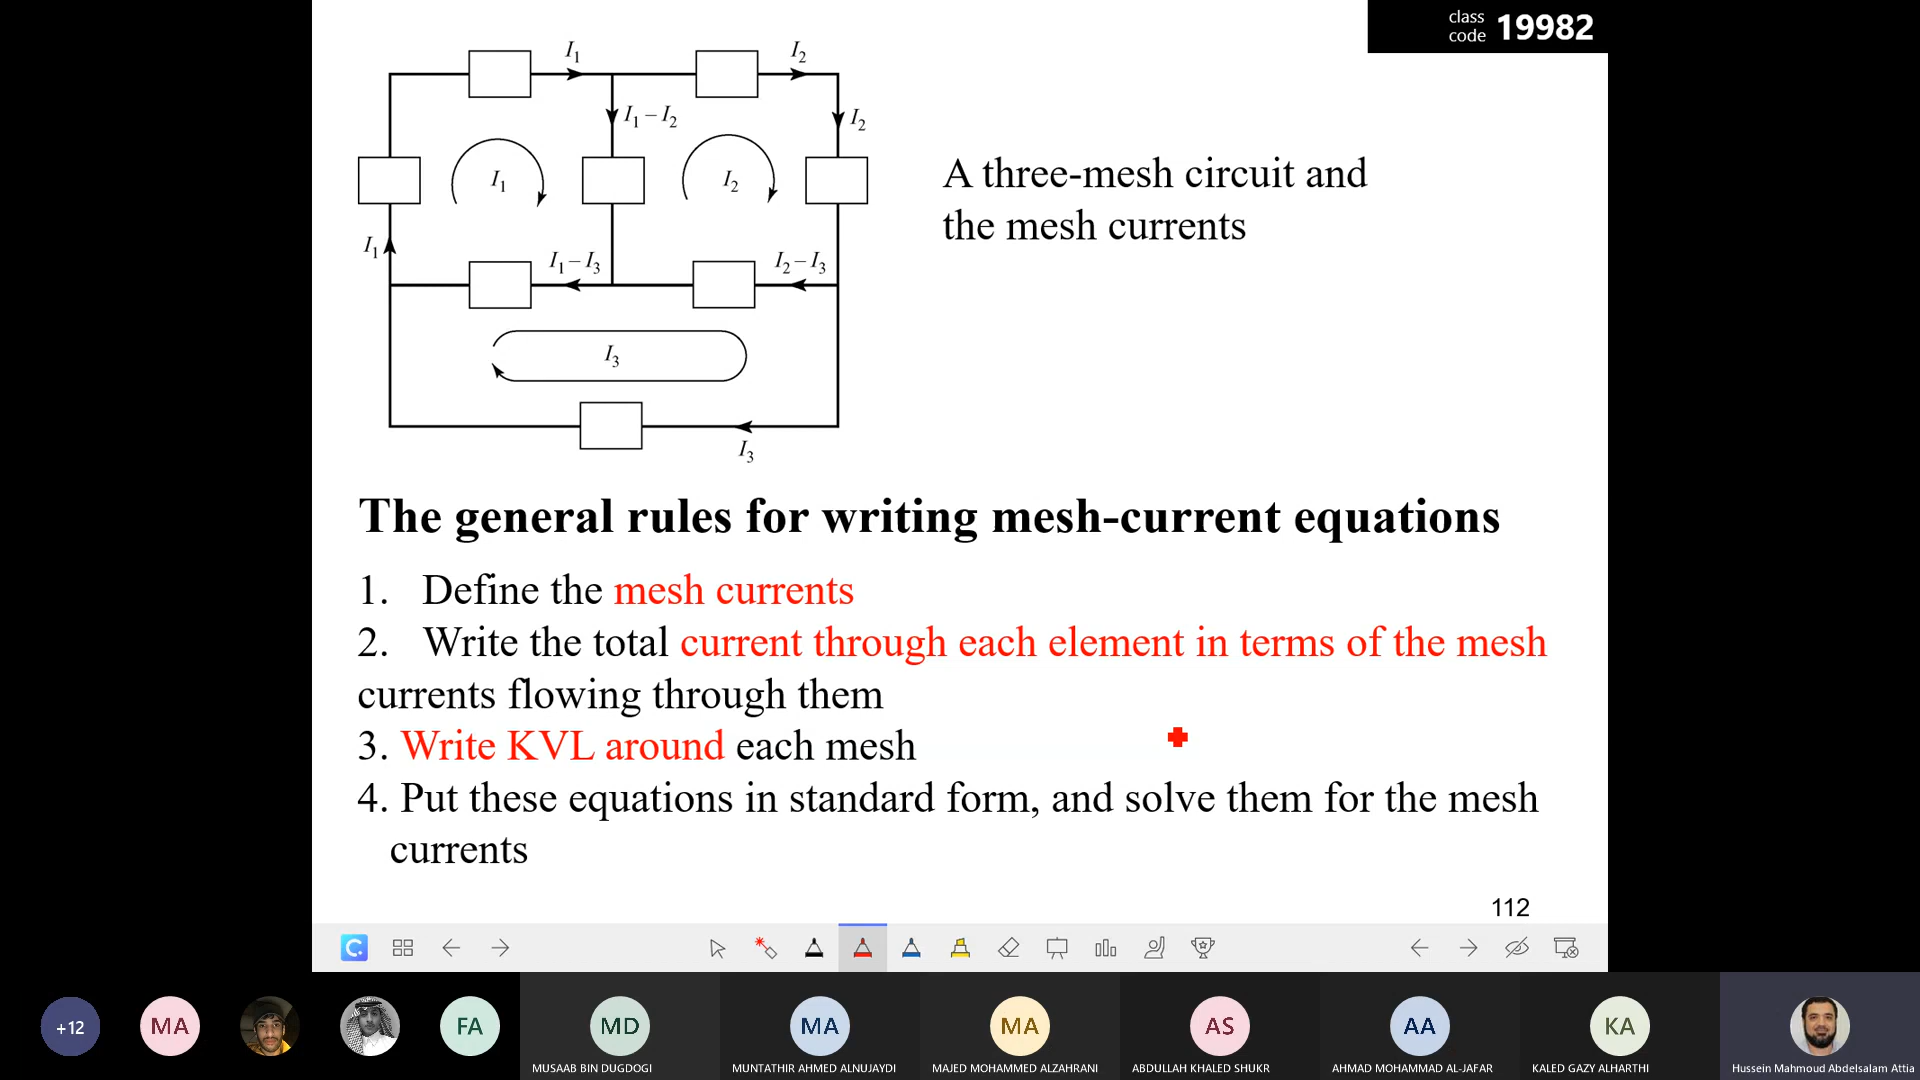 class
code 19982
I1
I2
I1 – I2
I2
I1
I2
I1
I1 – I3
I2 – I3
I3
I3
A three-mesh circuit and
the mesh currents
The general rules for writing mesh-current equations
1. Define the mesh currents
2. Write the total current through each element in terms of the mesh
currents flowing through them
3. Write KVL around each mesh
4. Put these equations in standard form, and solve them for the mesh
currents
112
+12
MA
FA
MD
MA
MA
AS
AA
KA
MUSAAB BIN DUGDOGI
MUNTATHIR AHMED ALNUJAYDI
MAJED MOHAMMED ALZAHRANI
ABDULLAH KHALED SHUKR
AHMAD MOHAMMAD AL-JAFAR
KALED GAZY ALHARTHI
Hussein Mahmoud Abdelsalam Attia